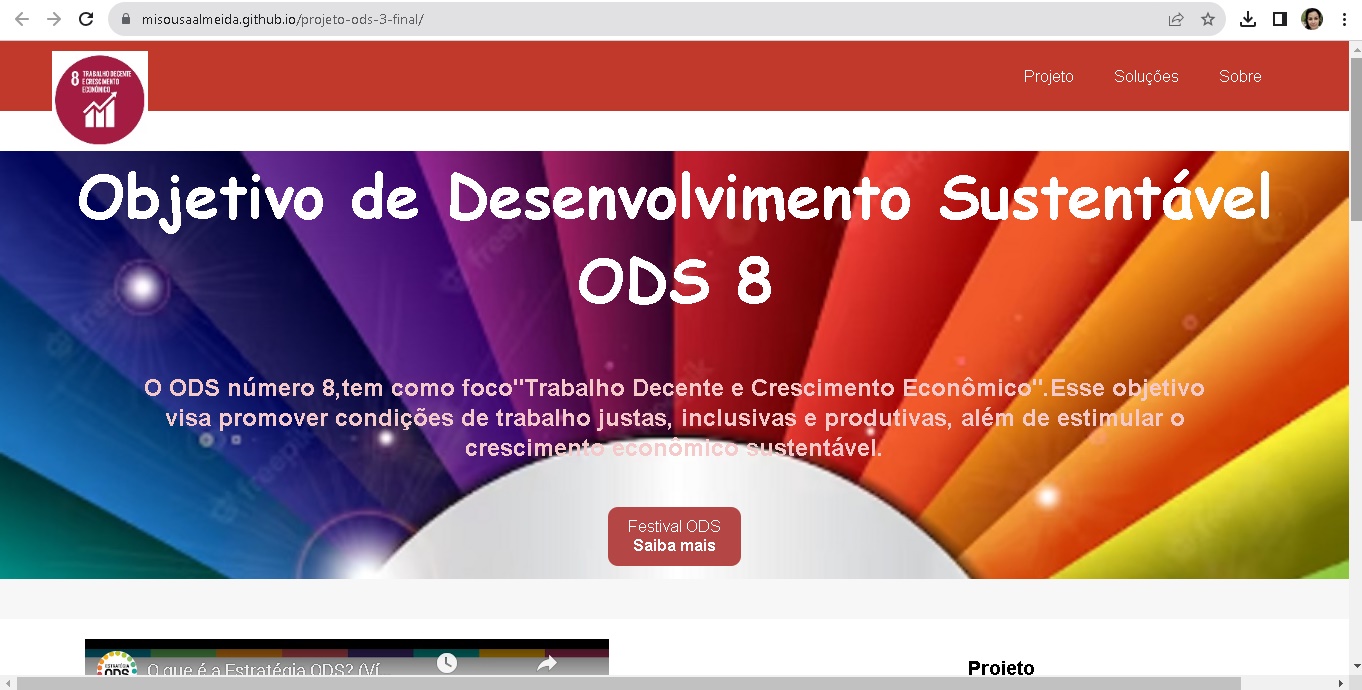 misousaalmeida.github.io/projeto-ods-3-final/
8 TRABALHO DECENTE
E CRESCIMENTO
ECONÔMICO
Projeto Soluções Sobre
Objetivo de Desenvolvimento Sustentável
ODS 8
O ODS número 8,tem como foco"Trabalho Decente e Crescimento Econômico".Esse objetivo
visa promover condições de trabalho justas, inclusivas e produtivas, além de estimular o
crescimento econômico sustentável.
Festival ODS
Saiba mais
ESTRATÉGIA
ODS
O que é a Estratégia ODS? (Ví
Projeto